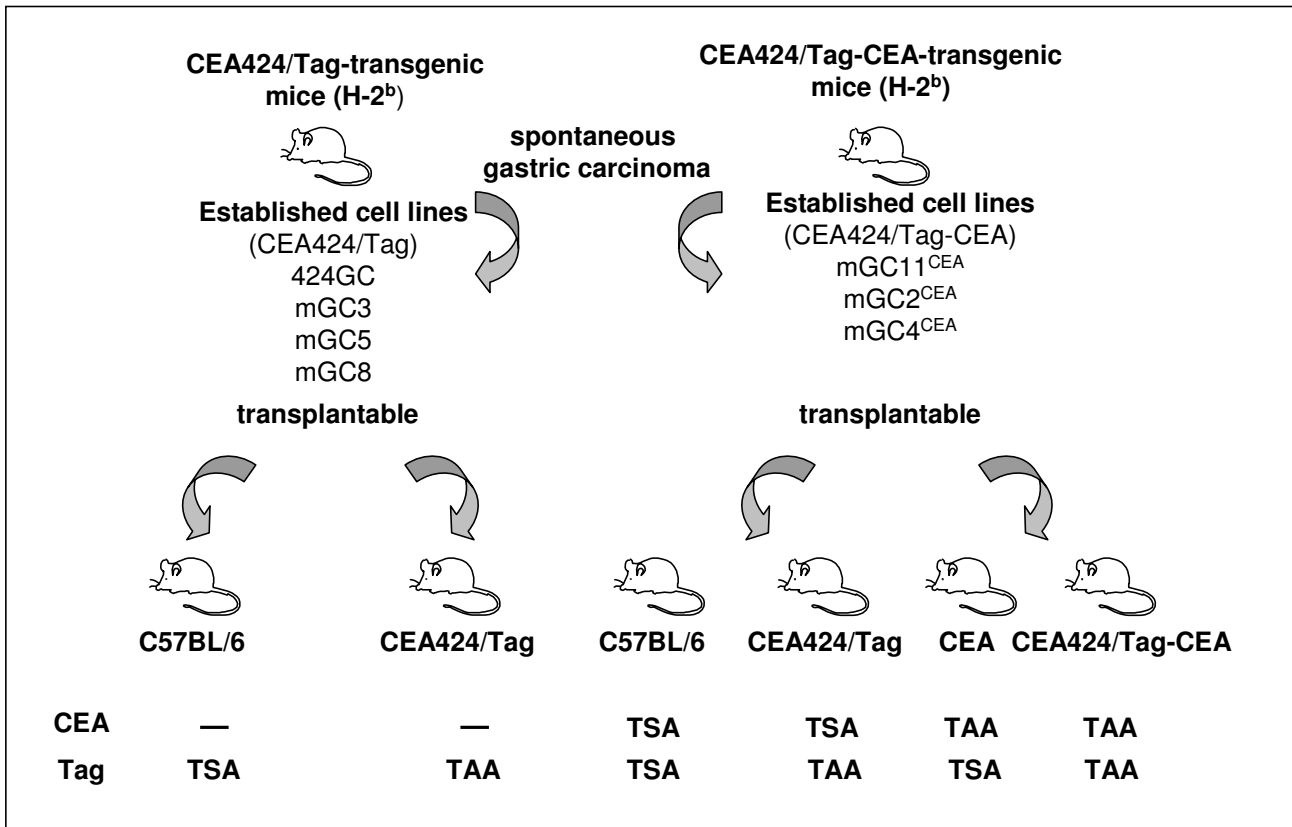 CEA424/Tag-transgenic
mice (H-2ᵇ)
CEA424/Tag-CEA-transgenic
mice (H-2ᵇ)
spontaneous
gastric carcinoma
Established cell lines
(CEA424/Tag)
424GC
mGC3
mGC5
mGC8
Established cell lines
(CEA424/Tag-CEA)
mGC11ᶜᴱᴬ
mGC2ᶜᴱᴬ
mGC4ᶜᴱᴬ
transplantable
transplantable
C57BL/6 CEA424/Tag C57BL/6 CEA424/Tag CEA CEA424/Tag-CEA
CEA — — TSA TSA TAA TAA
Tag TSA TAA TSA TAA TSA TAA